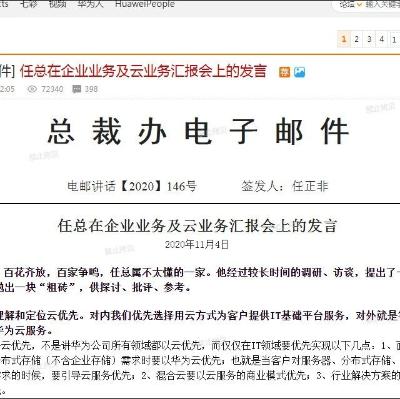 七彩 视频 华为人 HuaweiPeople
论坛
1 2 3 4
件] 任总在企业业务及云业务汇报会上的发言 荐
2:05 72340 398
总裁办电子邮件
电邮讲话【2020】146号 签发人：任正非
任总在企业业务及云业务汇报会上的发言
2020年11月4日
百花齐放，百家争鸣，任总属不太懂的一家。他经过较长时间的调研、访谈，提出了
抛出一块“粗砖”，供探讨、批评、参考。
理解和定位云优先。对内我们优先选择用云方式为客户提供IT基础平台服务，对外就是
华为云服务。
云优先，不是讲华为公司所有领域都以云优先，而仅仅在IT领域要优先实现以下几点：1、
布式存储（不含企业存储）需求时要以华为云优先；也就是当客户对服务器、分布式存储、
求的时候，要引导云服务优先；2、混合云要以云服务的商业模式优先；3、行业解决方案的